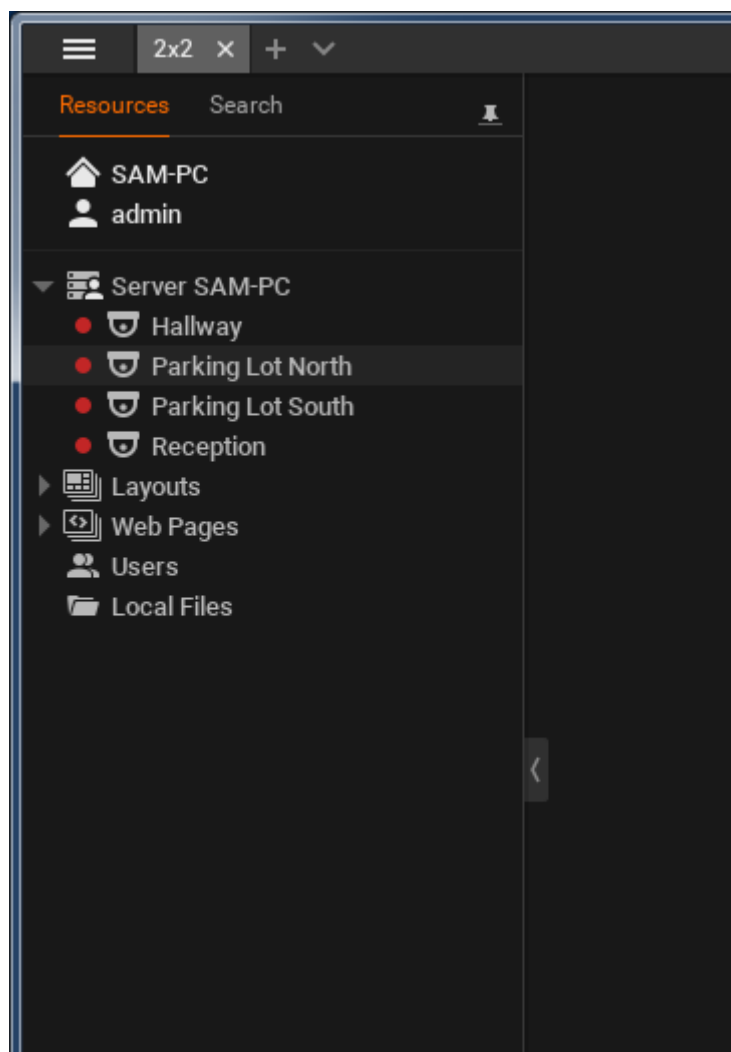 2x2
Resources Search
SAM-PC
admin
Server SAM-PC
Hallway
Parking Lot North
Parking Lot South
Reception
Layouts
Web Pages
Users
Local Files